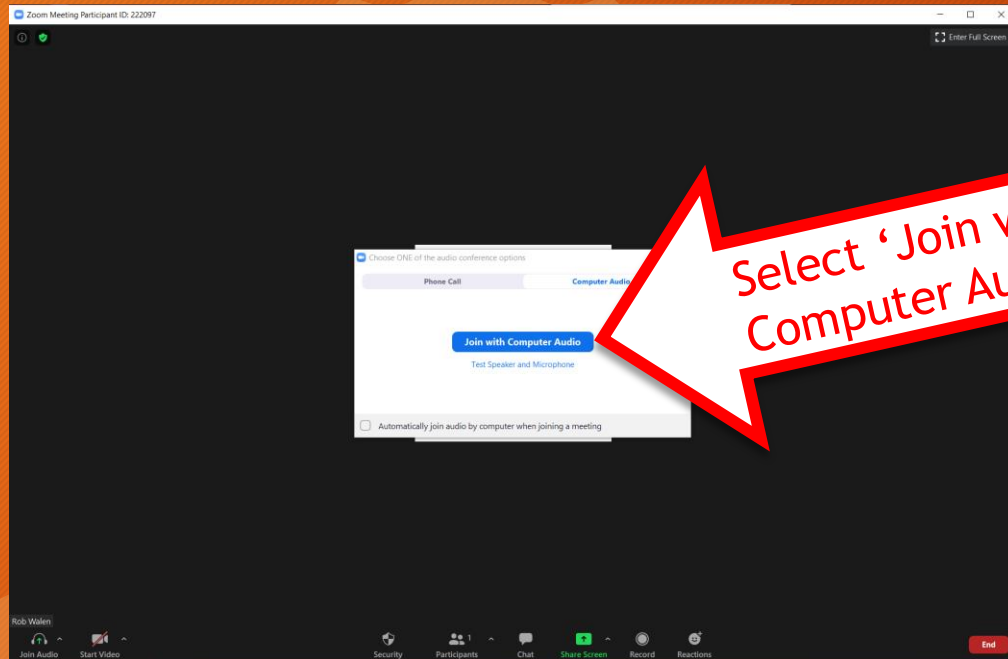 Zoom Meeting Participant ID: 222097
Enter Full Screen
Choose ONE of the audio conference options
Phone Call
Computer Audio
Join with Computer Audio
Test Speaker and Microphone
Automatically join audio by computer when joining a meeting
Select ‘Join
Computer
Rob Walen
Join Audio
Start Video
Security
Participants
1
Chat
Share Screen
Record
Reactions
End